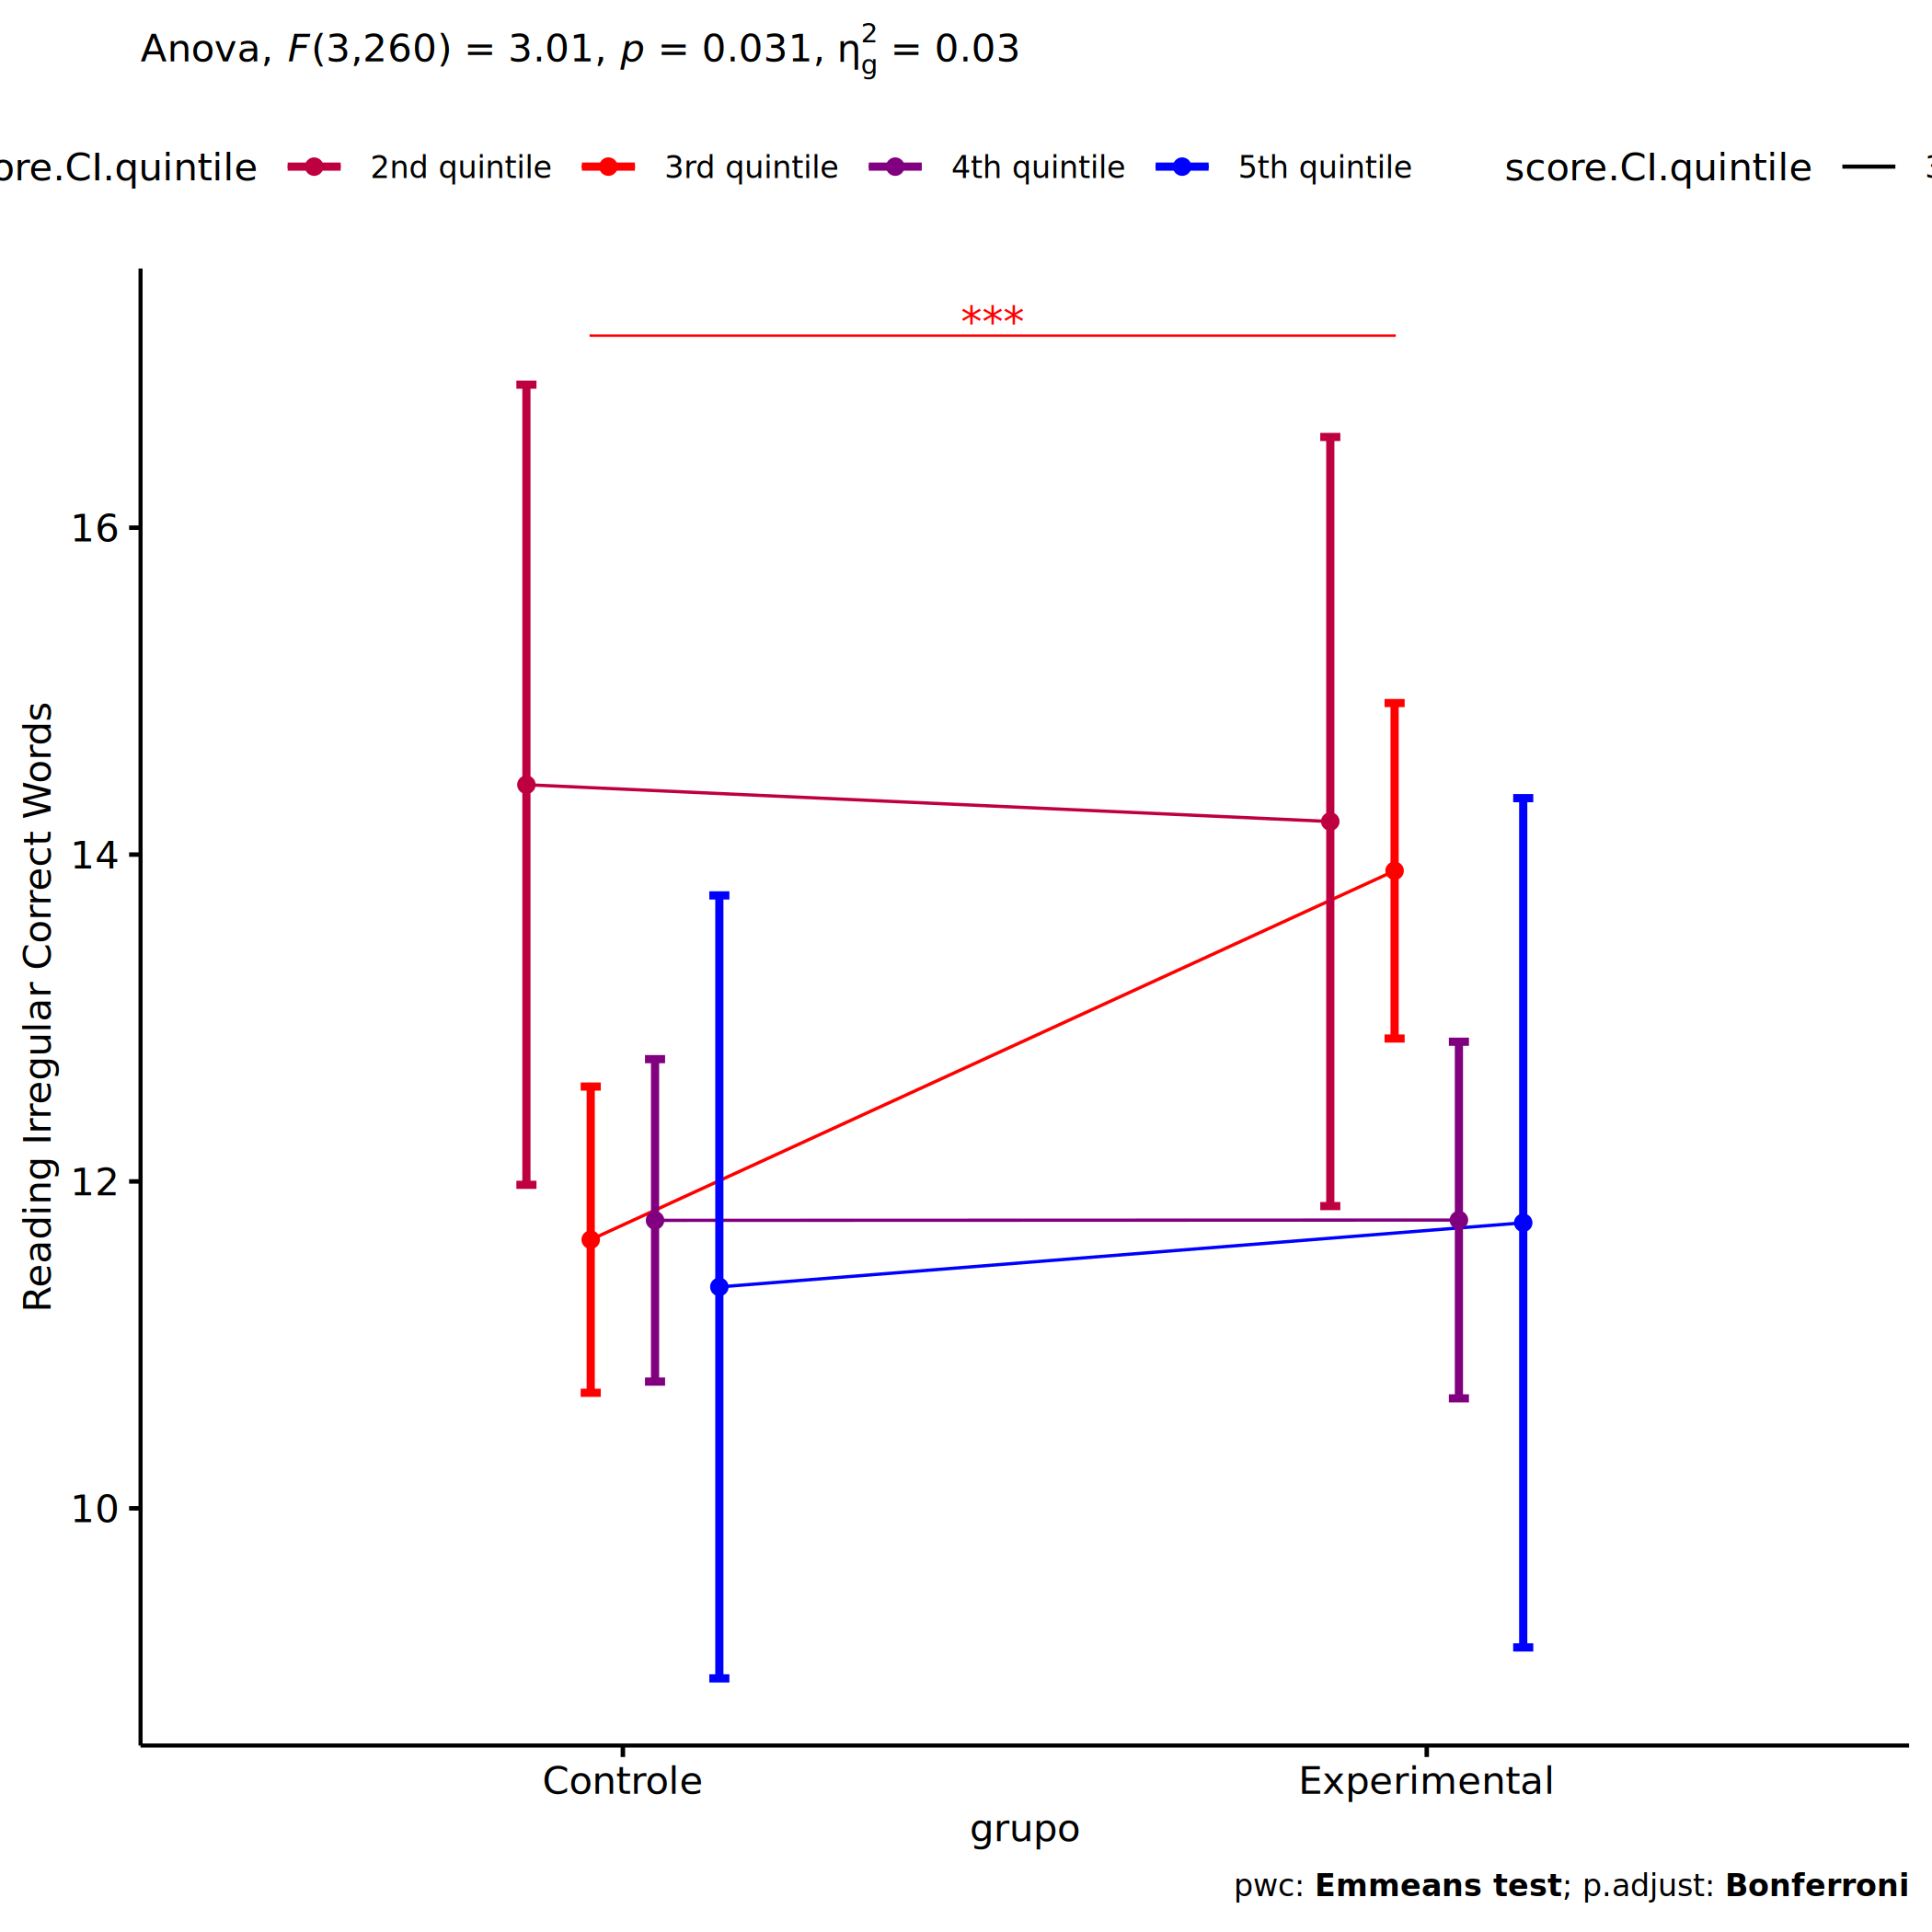 Anova, F(3,260) = 3.01, p = 0.031, η²g = 0.03
ore.CI.quintile 2nd quintile 3rd quintile 4th quintile 5th quintile score.CI.quintile
***
16
14
12
10
Reading Irregular Correct Words
Controle Experimental
grupo
pwc: Emmeans test; p.adjust: Bonferroni